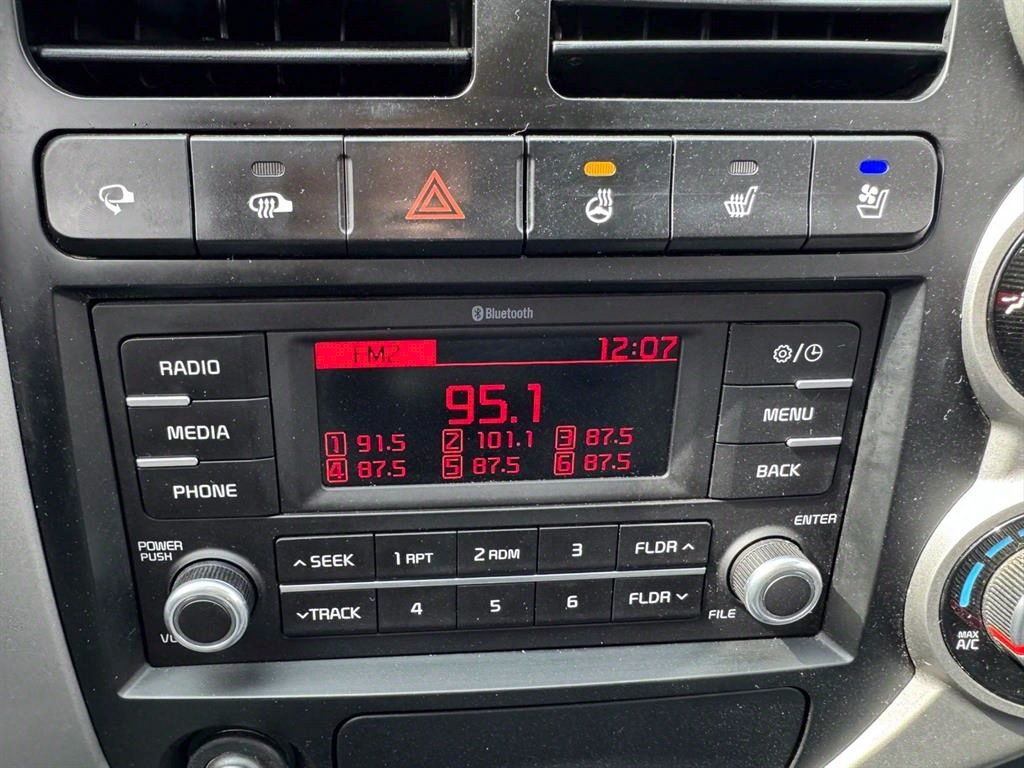 Bluetooth
RADIO
MEDIA
PHONE
FM2 12:07
95.1
1 91.5 2 101.1 3 87.5
4 87.5 5 87.5 6 87.5
MENU
BACK
POWER
PUSH
ENTER
SEEK 1 RPT 2 RDM 3 FLDR
TRACK 4 5 6 FLDR
FILE
MAX
A/C